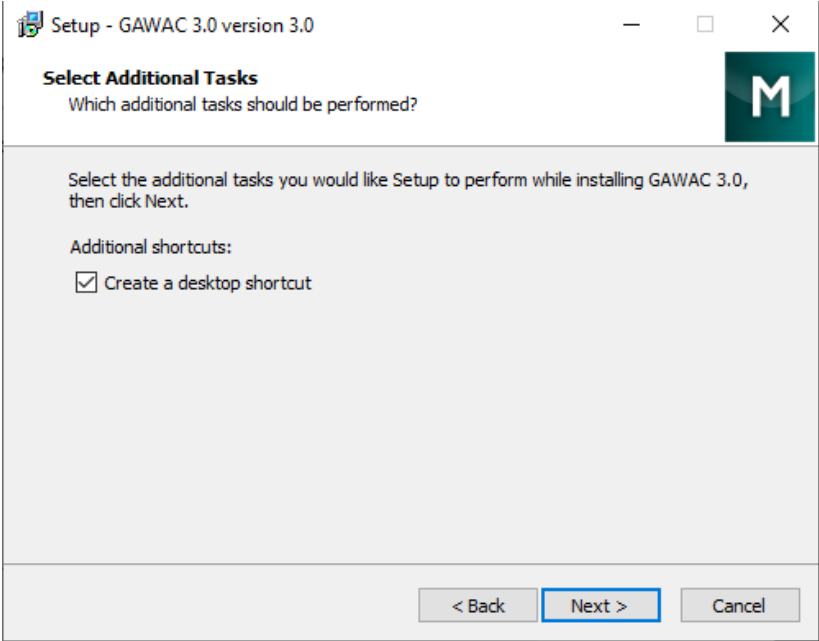 Setup - GAWAC 3.0 version 3.0
Select Additional Tasks
Which additional tasks should be performed?
M
Select the additional tasks you would like Setup to perform while installing GAWAC 3.0,
then click Next.
Additional shortcuts:
Create a desktop shortcut
< Back
Next >
Cancel